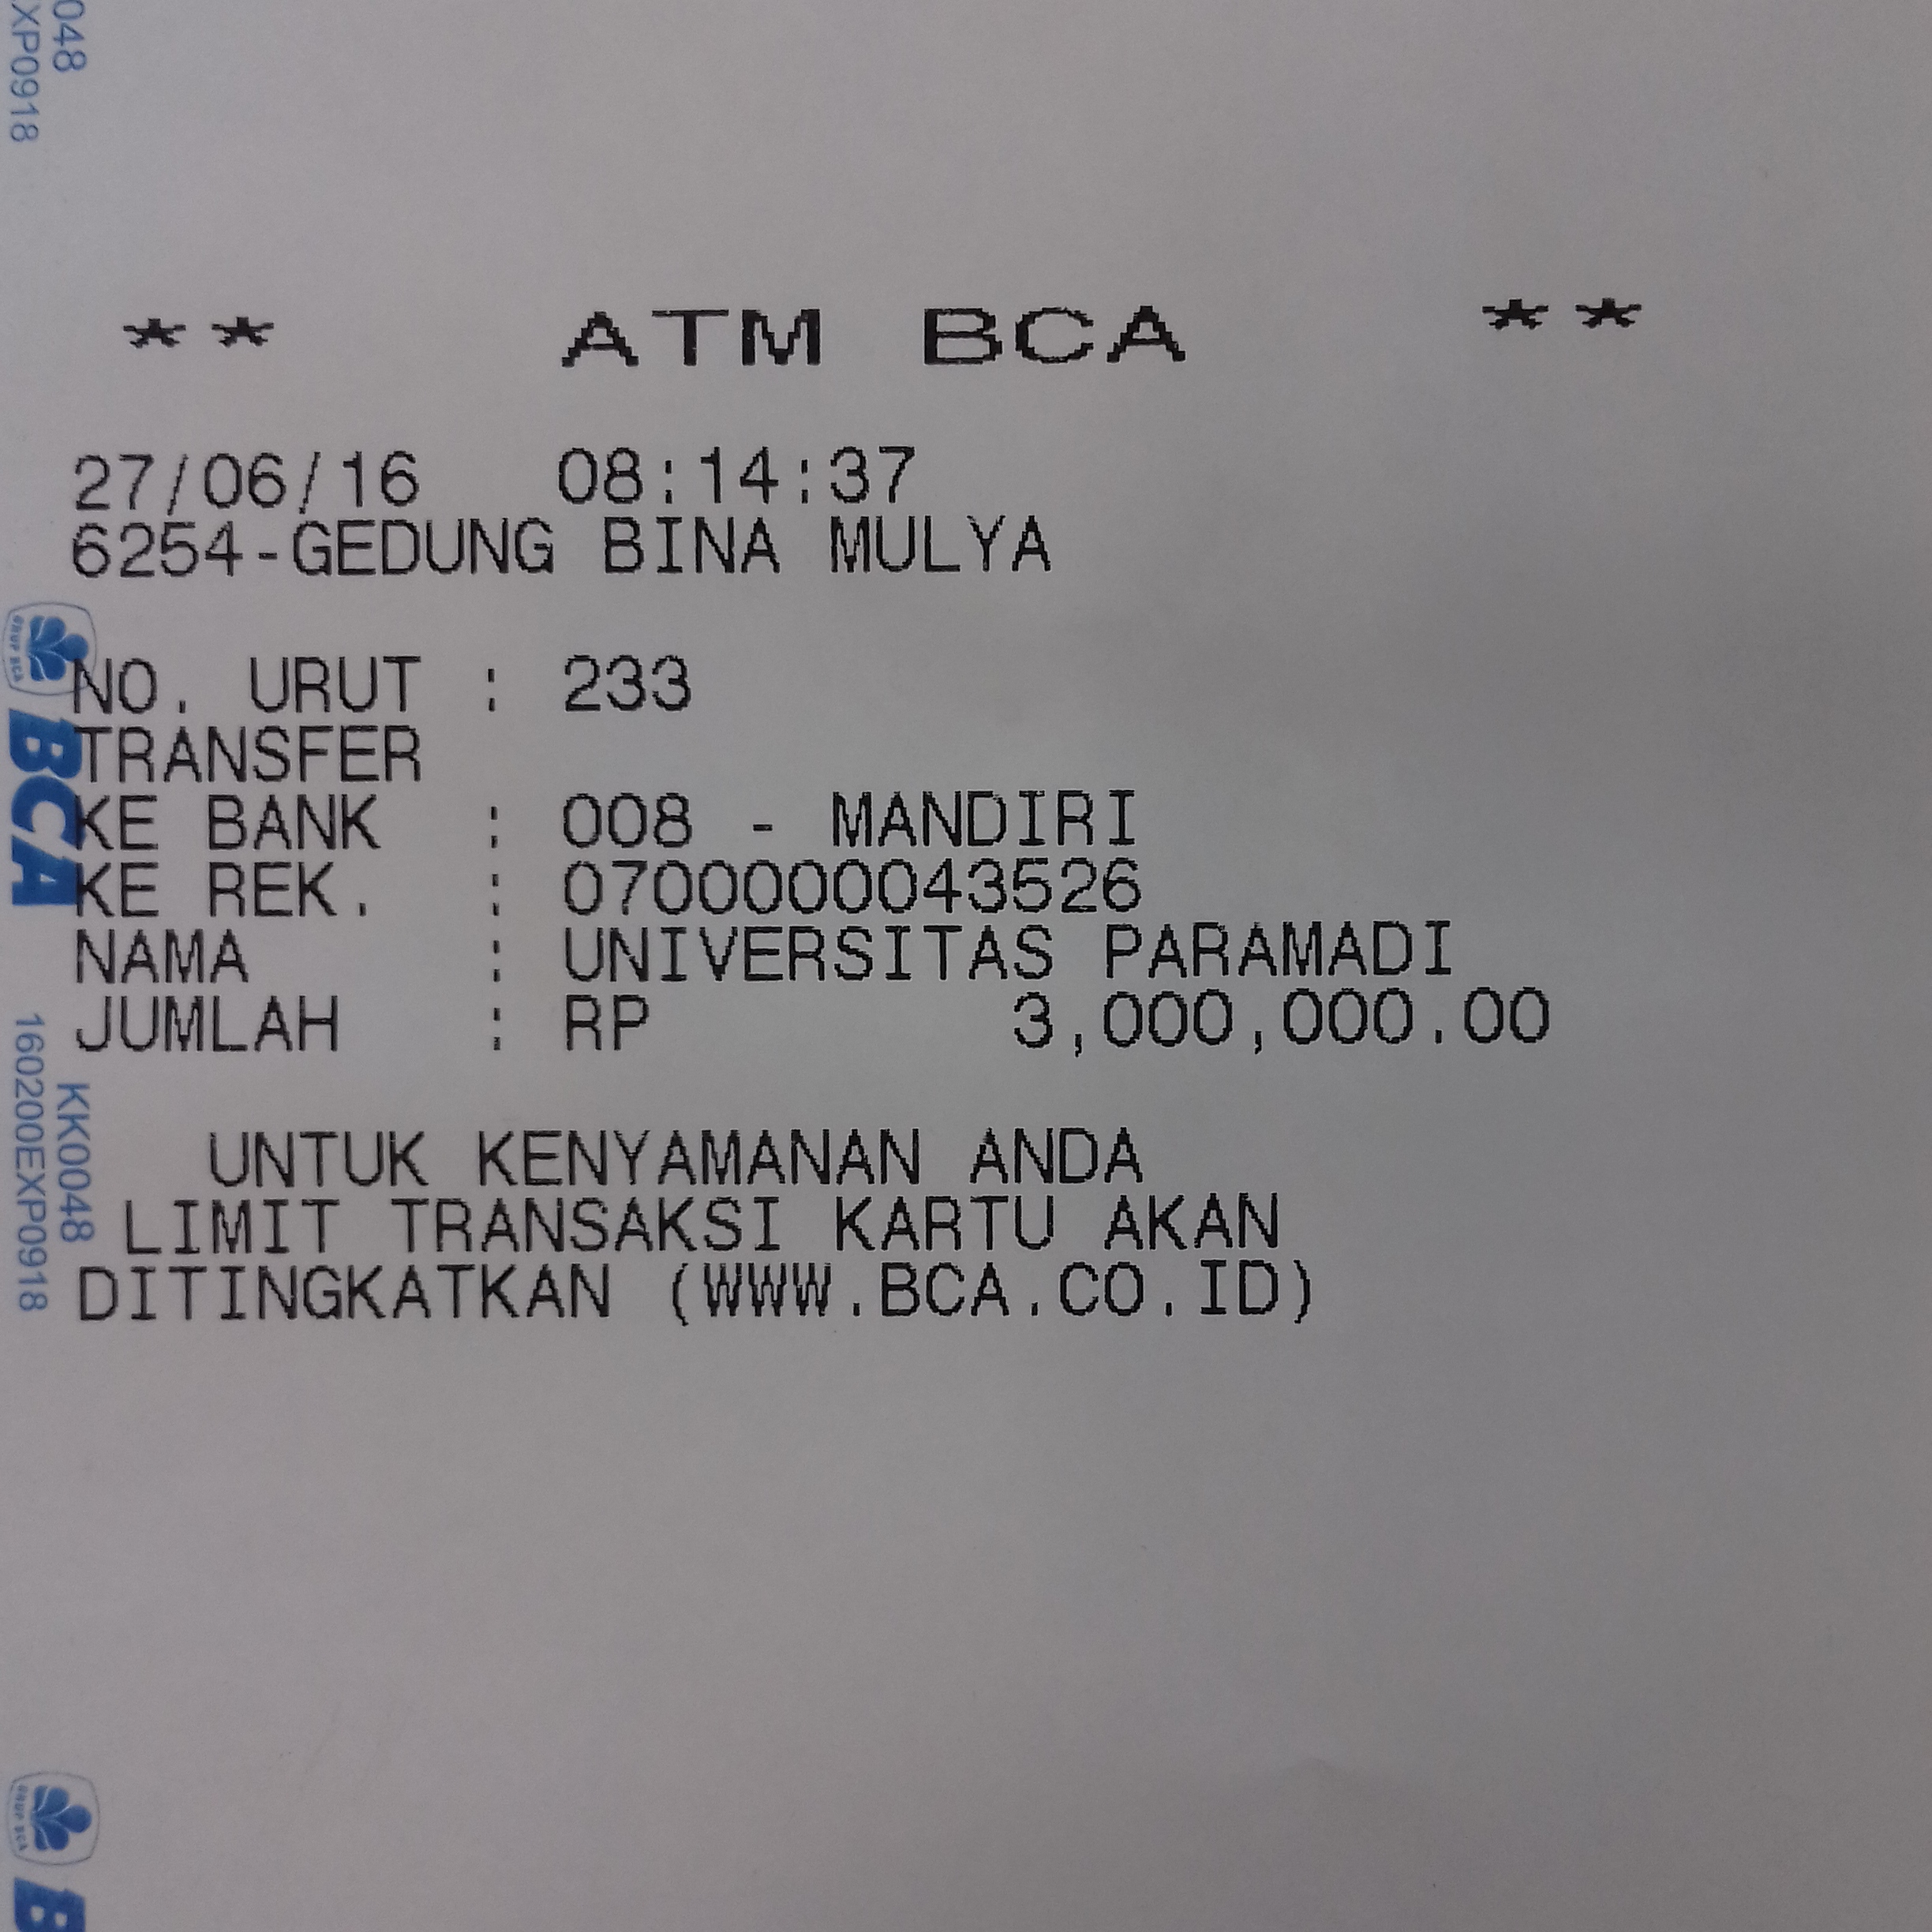 ** ATM BCA **
27/06/16 08:14:37
6254-GEDUNG BINA MULYA
NO. URUT : 233
TRANSFER
KE BANK : 008 - MANDIRI
KE REK. : 0700000043526
NAMA : UNIVERSITAS PARAMADI
JUMLAH : RP 3,000,000.00
UNTUK KENYAMANAN ANDA
LIMIT TRANSAKSI KARTU AKAN
DITINGKATKAN (WWW.BCA.CO.ID)
BCA
GRUP BCA
KK0048
160200EXP0918
048
XP0918
B
GRUP BCA